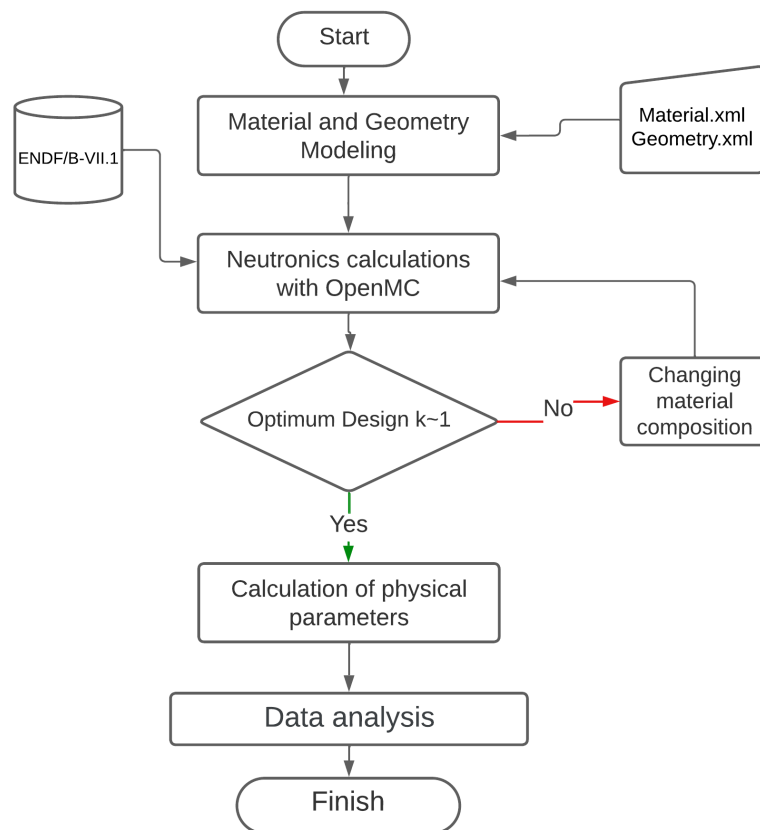 Start
Material and Geometry
Modeling
Material.xml
Geometry.xml
ENDF/B-VII.1
Neutronics calculations
with OpenMC
Optimum Design k~1
No
Changing
material
composition
Yes
Calculation of physical
parameters
Data analysis
Finish